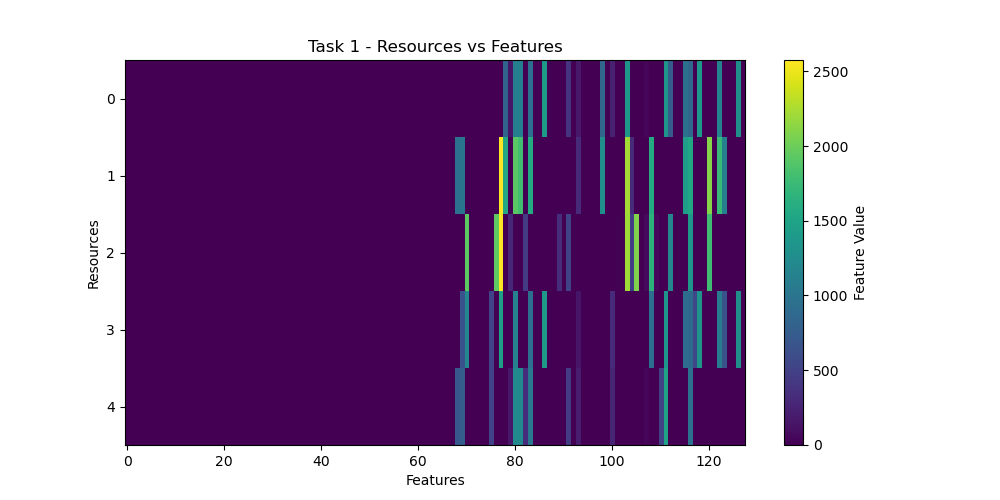 Task 1 - Resources vs Features
Resources
0
1
2
3
4
0 20 40 60 80 100 120
Features
2500
2000
1500
1000
500
0
Feature Value